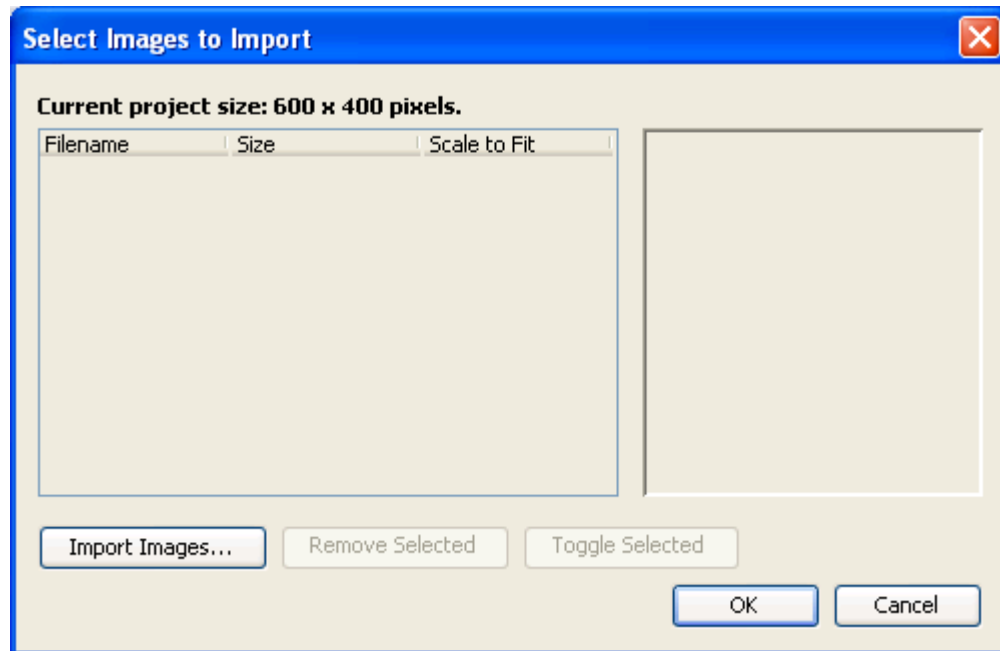 Select Images to Import
Current project size: 600 x 400 pixels.
Filename Size Scale to Fit
Import Images... Remove Selected Toggle Selected
OK Cancel